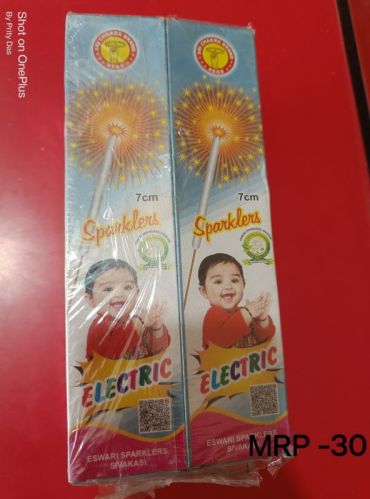 Shot on OnePlus
By Prity Das
7cm
Sparklers
ELECTRIC
ESWARI SPARKLERS
SIVAKASI
7cm
Sparklers
ELECTRIC
ESWARI SPARKLERS
SIVAKASI
MRP -30